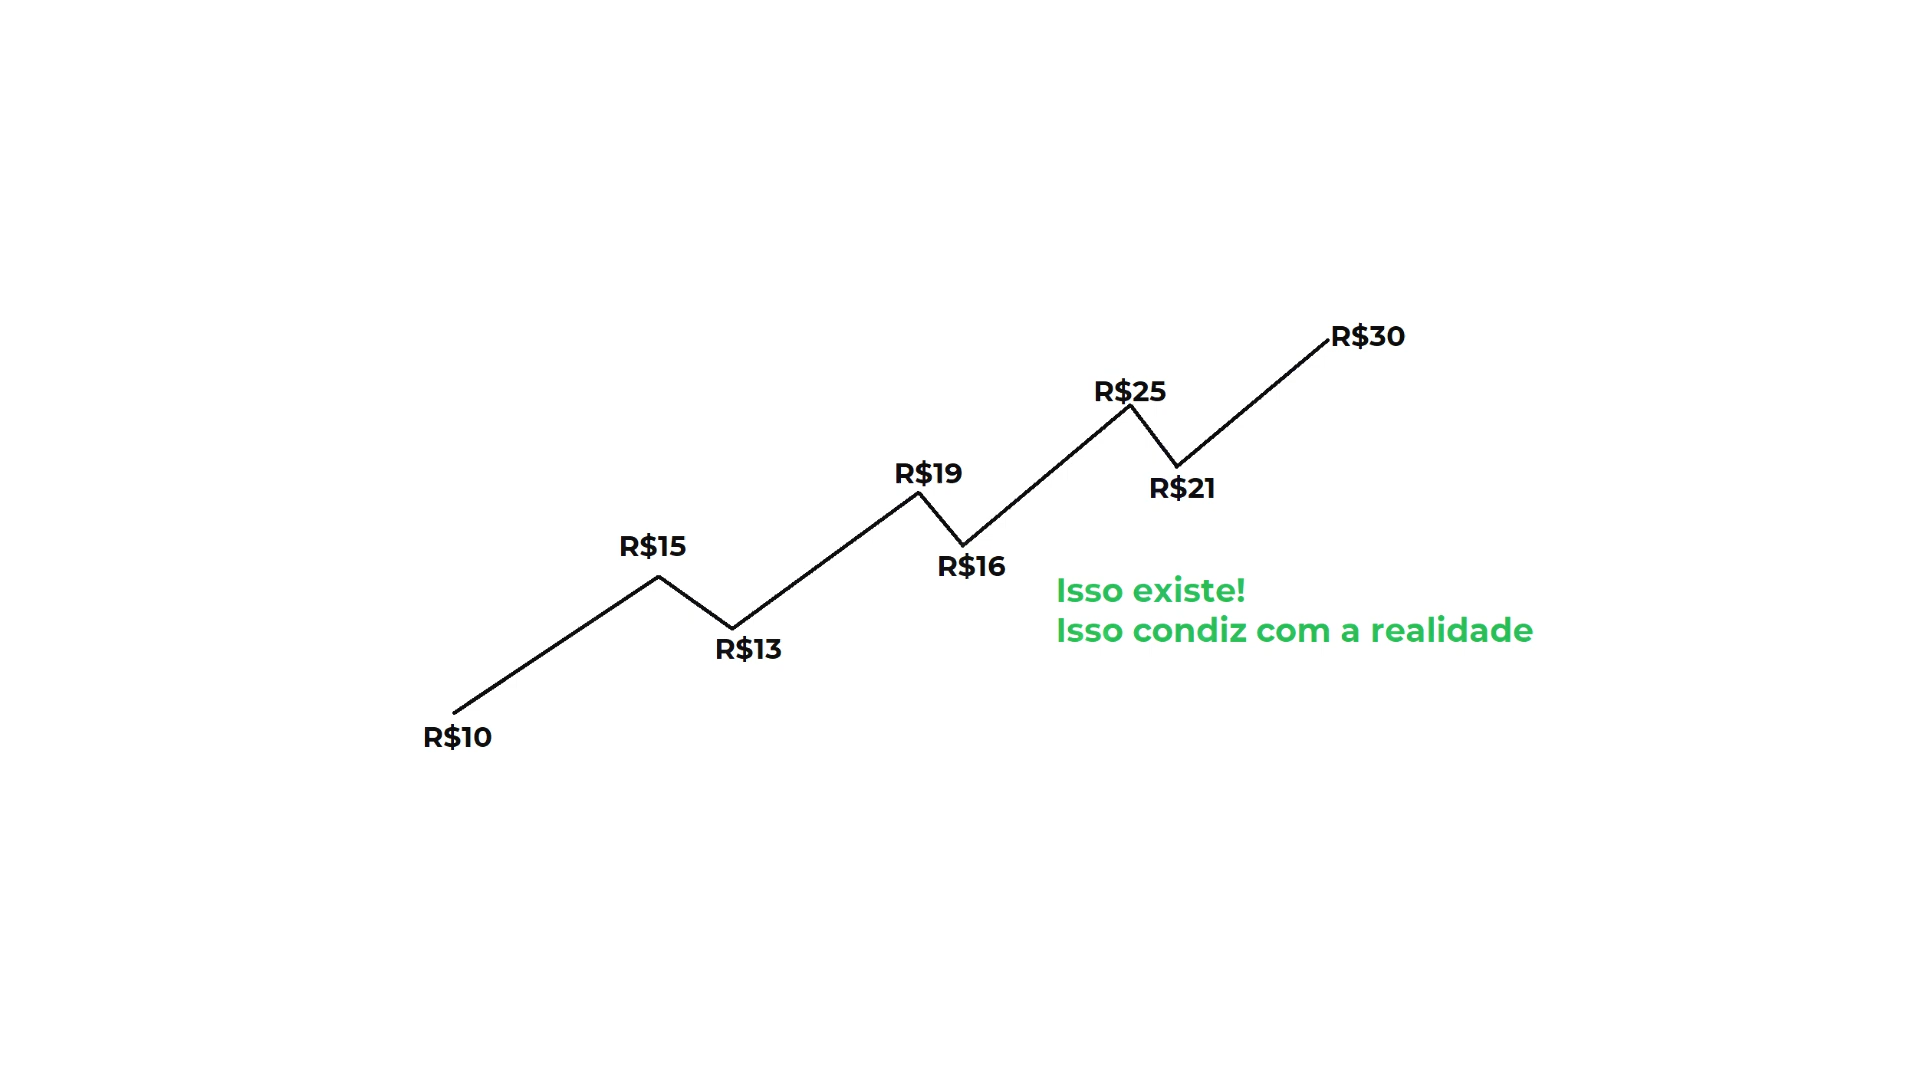 R$30
R$25
R$19
R$21
R$15
R$16
Isso existe!
Isso condiz com a realidade
R$13
R$10